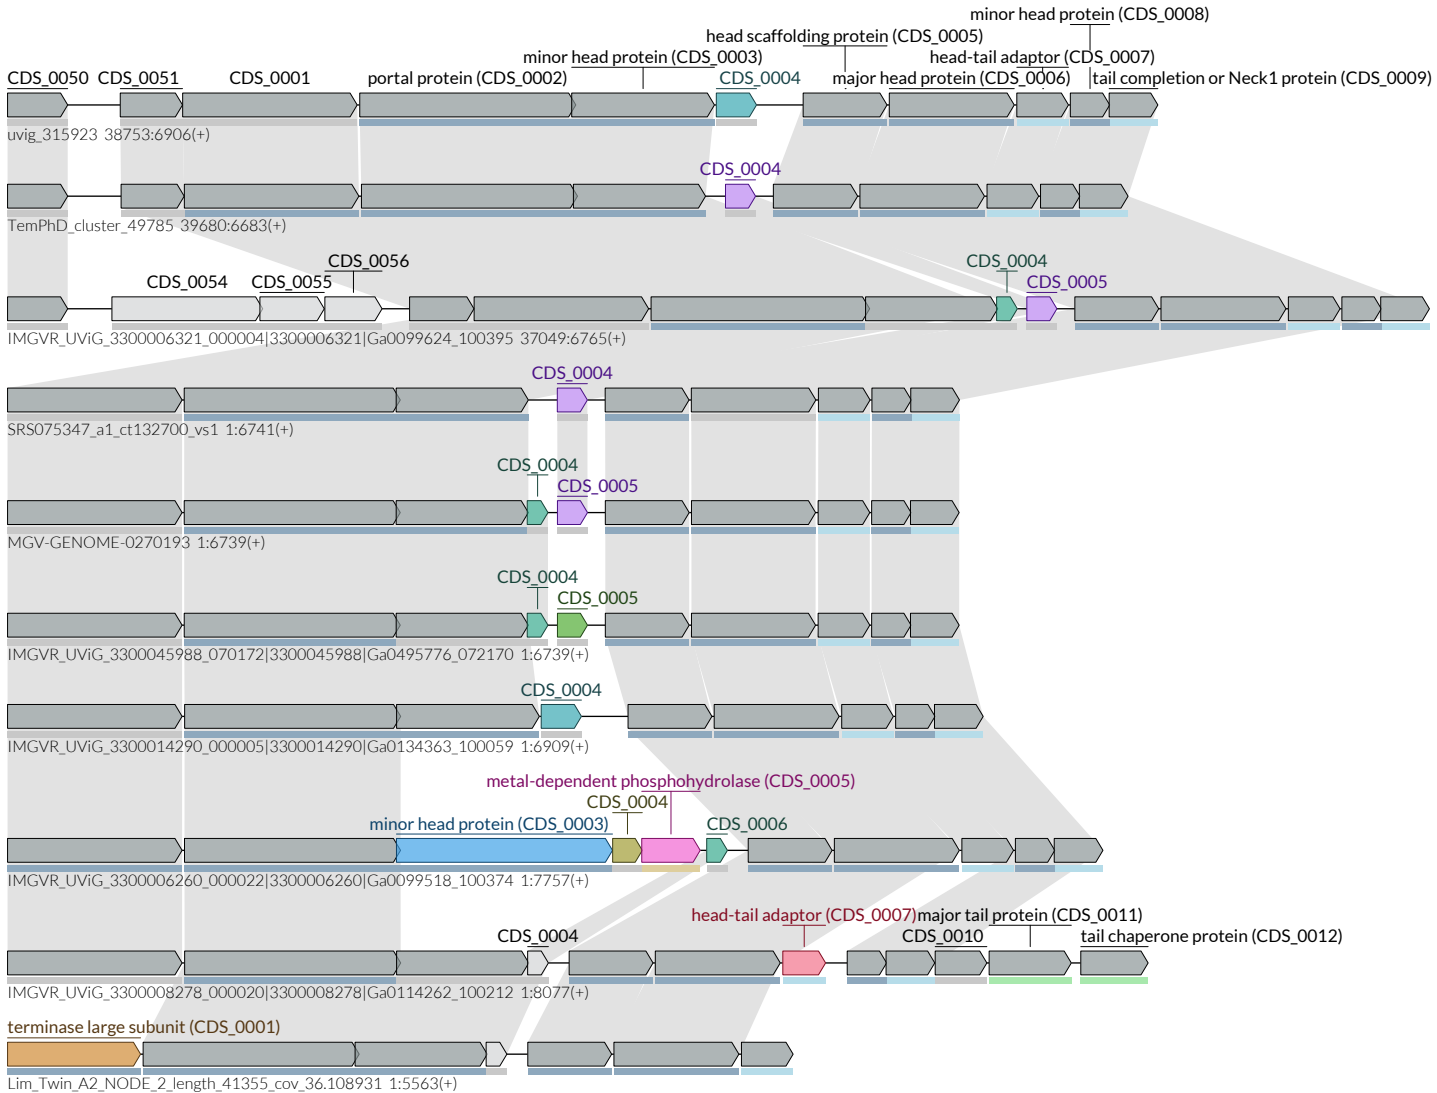 minor head protein (CDS_0008)
head scaffolding protein (CDS_0005)
minor head protein (CDS_0003) head-tail adaptor (CDS_0007)
CDS_0050 CDS_0051 CDS_0001 portal protein (CDS_0002) CDS_0004 major head protein (CDS_0006) tail completion or Neck1 protein (CDS_0009)
uvig_315923 38753:6906(+)
CDS_0004
TemPhD_cluster_49785 39680:6683(+)
CDS_0056 CDS_0004
CDS_0054 CDS_0055 CDS_0005
IMGVR_UViG_3300006321_000004|3300006321|Ga0099624_100395 37049:6765(+)
CDS_0004
SRS075347_a1_ct132700_vs1 1:6741(+)
CDS_0004
CDS_0005
MGV-GENOME-0270193 1:6739(+)
CDS_0004
CDS_0005
IMGVR_UViG_3300045988_070172|3300045988|Ga0495776_072170 1:6739(+)
CDS_0004
IMGVR_UViG_3300014290_000005|3300014290|Ga0134363_100059 1:6909(+)
metal-dependent phosphohydrolase (CDS_0005)
CDS_0004
minor head protein (CDS_0003) CDS_0006
IMGVR_UViG_3300006260_000022|3300006260|Ga0099518_100374 1:7757(+)
head-tail adaptor (CDS_0007) major tail protein (CDS_0011)
CDS_0004 CDS_0010 tail chaperone protein (CDS_0012)
IMGVR_UViG_3300008278_000020|3300008278|Ga0114262_100212 1:8077(+)
terminase large subunit (CDS_0001)
Lim_Twin_A2_NODE_2_length_41355_cov_36.108931 1:5563(+)